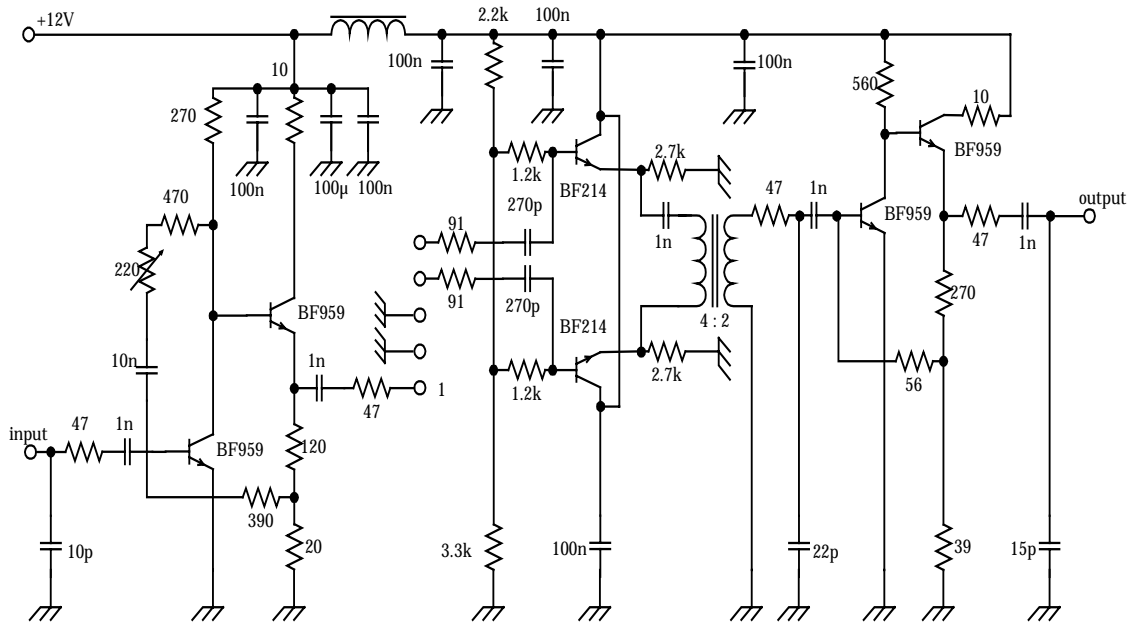 +12V
2.2k
100n
10
100n
100n
270
560
10
BF959
100n
100µ
100n
1.2k
BF214
2.7k
470
270p
91
47
1n
BF959
output
220
1n
47
1n
91
270p
270
BF959
BF214
4 : 2
10n
1n
47
1
1.2k
2.7k
56
input
47
1n
BF959
120
390
20
10p
3.3k
100n
22p
39
15p